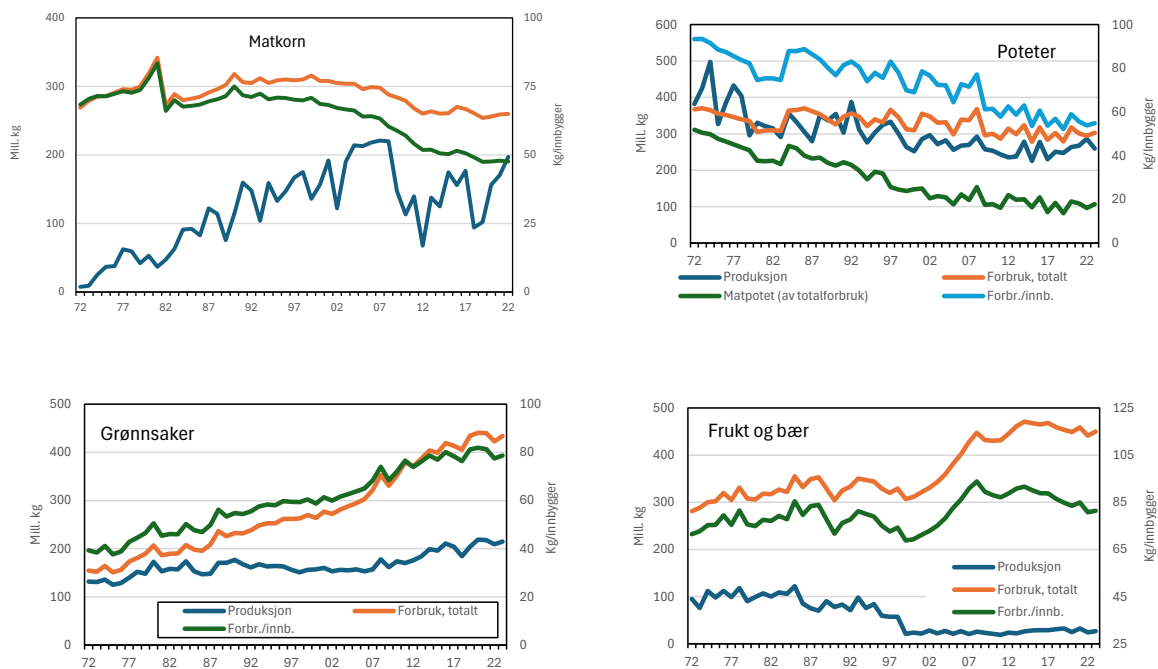 Matkorn
400
300
200
100
0
Mill. kg
100
75
50
25
0
Kg/innbygger
72 77 82 87 92 97 02 07 12 17 22
Poteter
600
500
400
300
200
100
0
Mill. kg
100
80
60
40
20
0
Kg/innbygger
72 77 82 87 92 97 02 07 12 17 22
Produksjon Forbruk, totalt
Matpotet (av totalforbruk) Forbr./innb.
Grønnsaker
500
400
300
200
100
0
Mill. kg
100
80
60
40
20
0
Kg/innbygger
Produksjon Forbruk, totalt
Forbr./innb.
72 77 82 87 92 97 02 07 12 17 22
Frukt og bær
500
400
300
200
100
0
Mill. kg
125
105
85
65
45
25
Kg/innbygger
Produksjon
Forbruk, totalt
Forbr./innb.
72 77 82 87 92 97 02 07 12 17 22